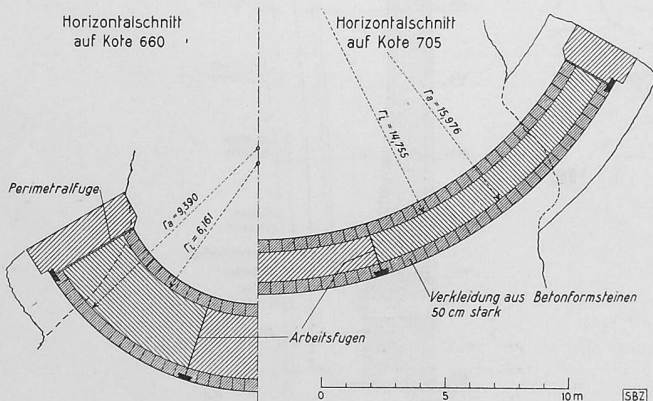 Horizontalschnitt
auf Kote 660
Horizontalschnitt
auf Kote 705
ri = 14,755
ra = 15,976
Perimetralfuge
ra = 9,390
ri = 6,161
Verkleidung aus Betonformsteinen
50 cm stark
Arbeitsfugen
0 5 10 m
SBZ